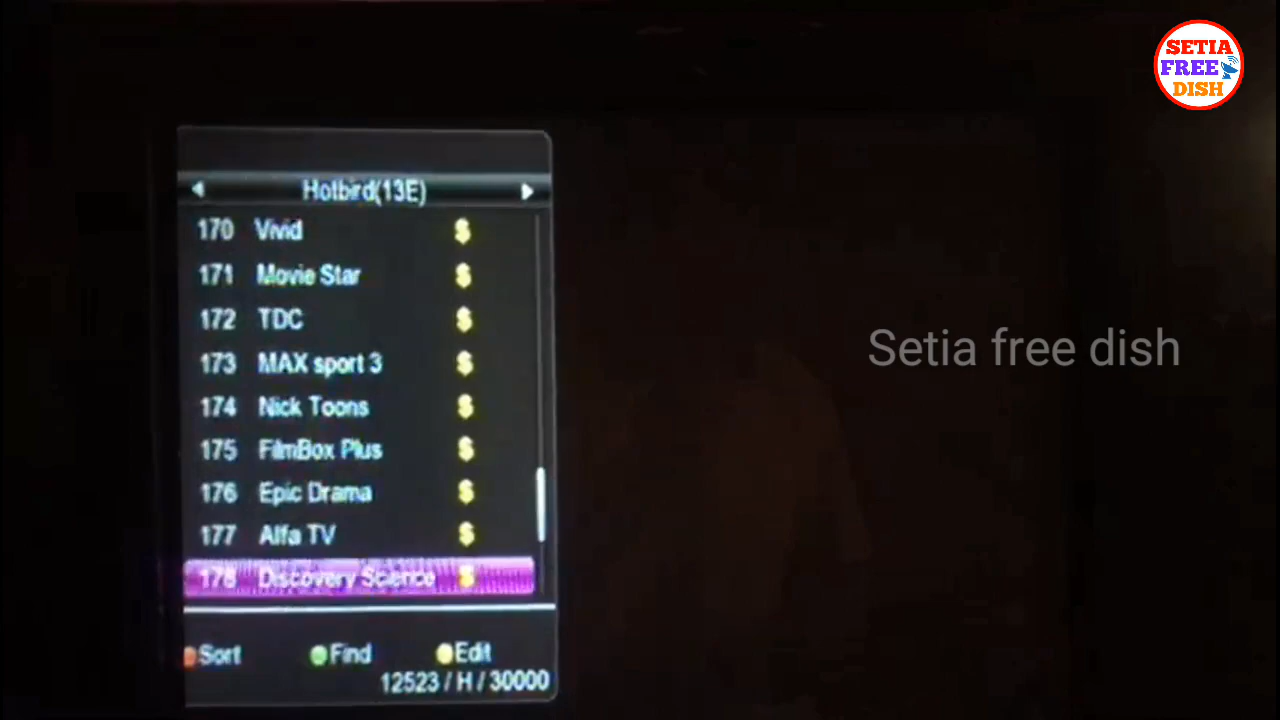 SETIA
FREE
DISH
Hotbird(13E)
170 Vivid $
171 Movie Star $
172 TDC $
173 MAX sport 3 $
174 Nick Toons $
175 FilmBox Plus $
176 Epic Drama $
177 Alfa TV $
178 Discovery Science $
Setia free dish
Sort Find Edit
12523 / H / 30000